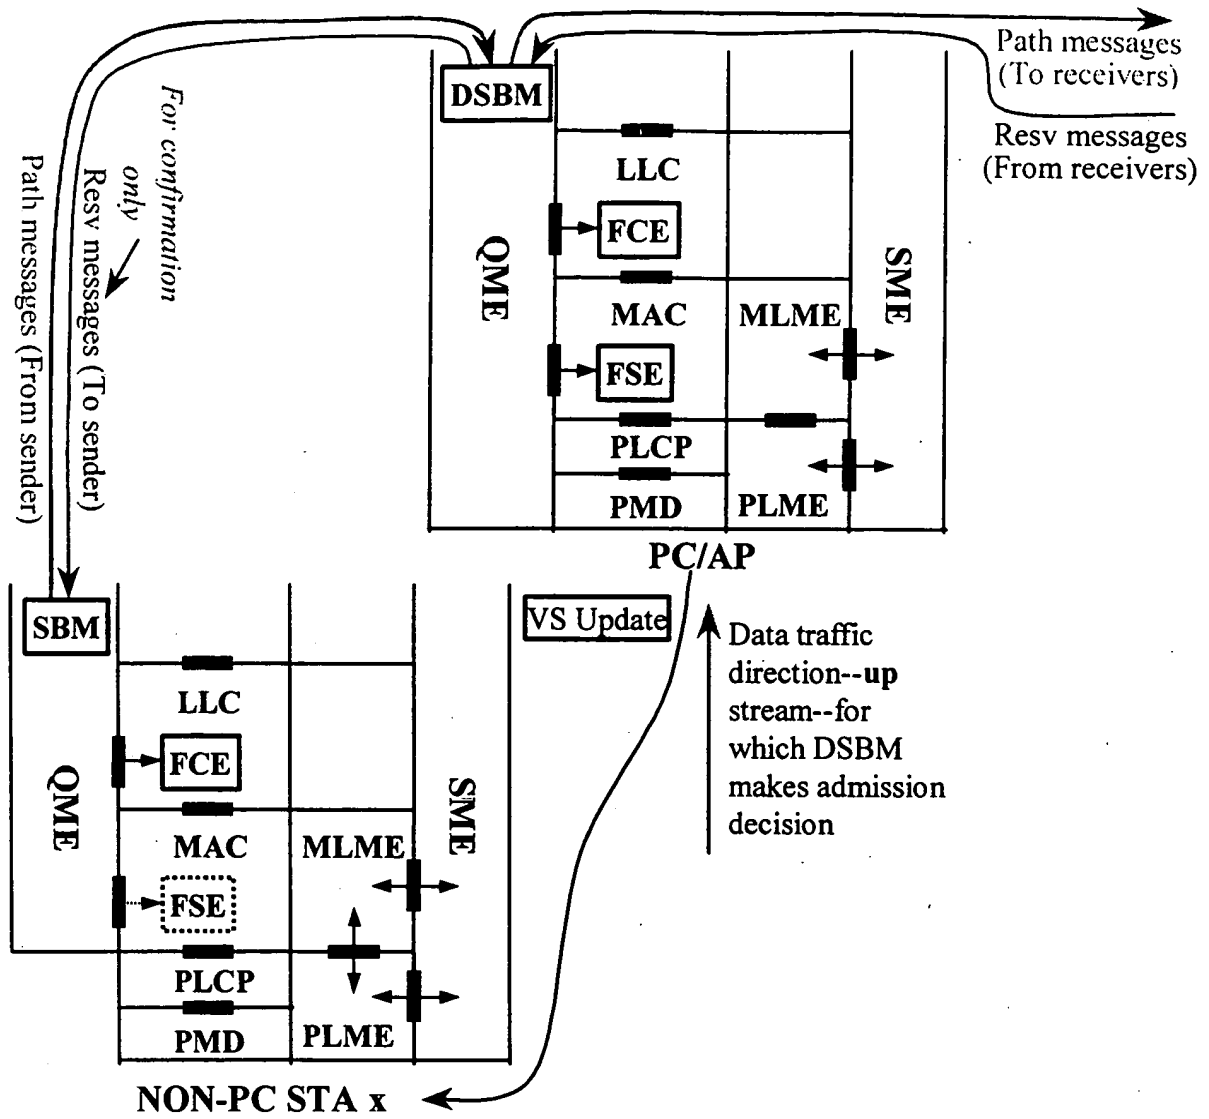 Path messages
(To receivers)
Resv messages
(From receivers)
For confirmation
only
Resv messages (To sender)
Path messages (From sender)
DSBM
LLC
FCE
QME
SME
MAC
MLME
FSE
PLCP
PMD
PLME
PC/AP
VS Update
Data traffic
direction--up
stream--for
which DSBM
makes admission
decision
SBM
LLC
FCE
QME
SME
MAC
MLME
FSE
PLCP
PMD
PLME
NON-PC STA x